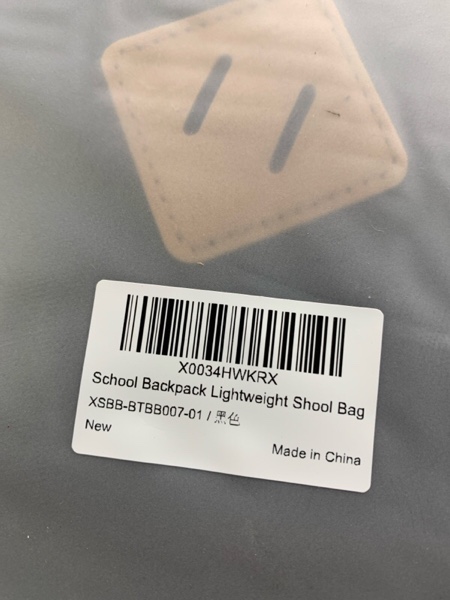 X0034HWKRX
School Backpack Lightweight Shool Bag
XSBB-BTBB007-01 / 黑色
New
Made in China